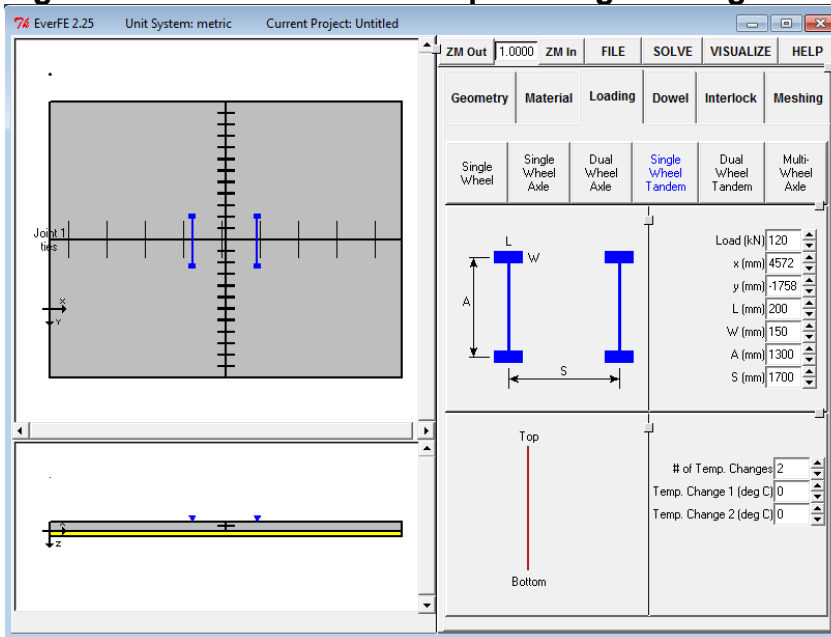 EverFE 2.25 Unit System: metric Current Project: Untitled
ZM Out 1.0000 ZM In FILE SOLVE VISUALIZE HELP
Geometry Material Loading Dowel Interlock Meshing
Single Wheel
Single Wheel Axle
Dual Wheel Axle
Single Wheel Tandem
Dual Wheel Tandem
Multi-Wheel Axle
Joint 1
ties
X
Y
L
W
A
S
Load (kN) 120
x (mm) 4572
y (mm) -1758
L (mm) 200
W (mm) 150
A (mm) 1300
S (mm) 1700
X
Z
Top
Bottom
# of Temp. Changes 2
Temp. Change 1 (deg C) 0
Temp. Change 2 (deg C) 0